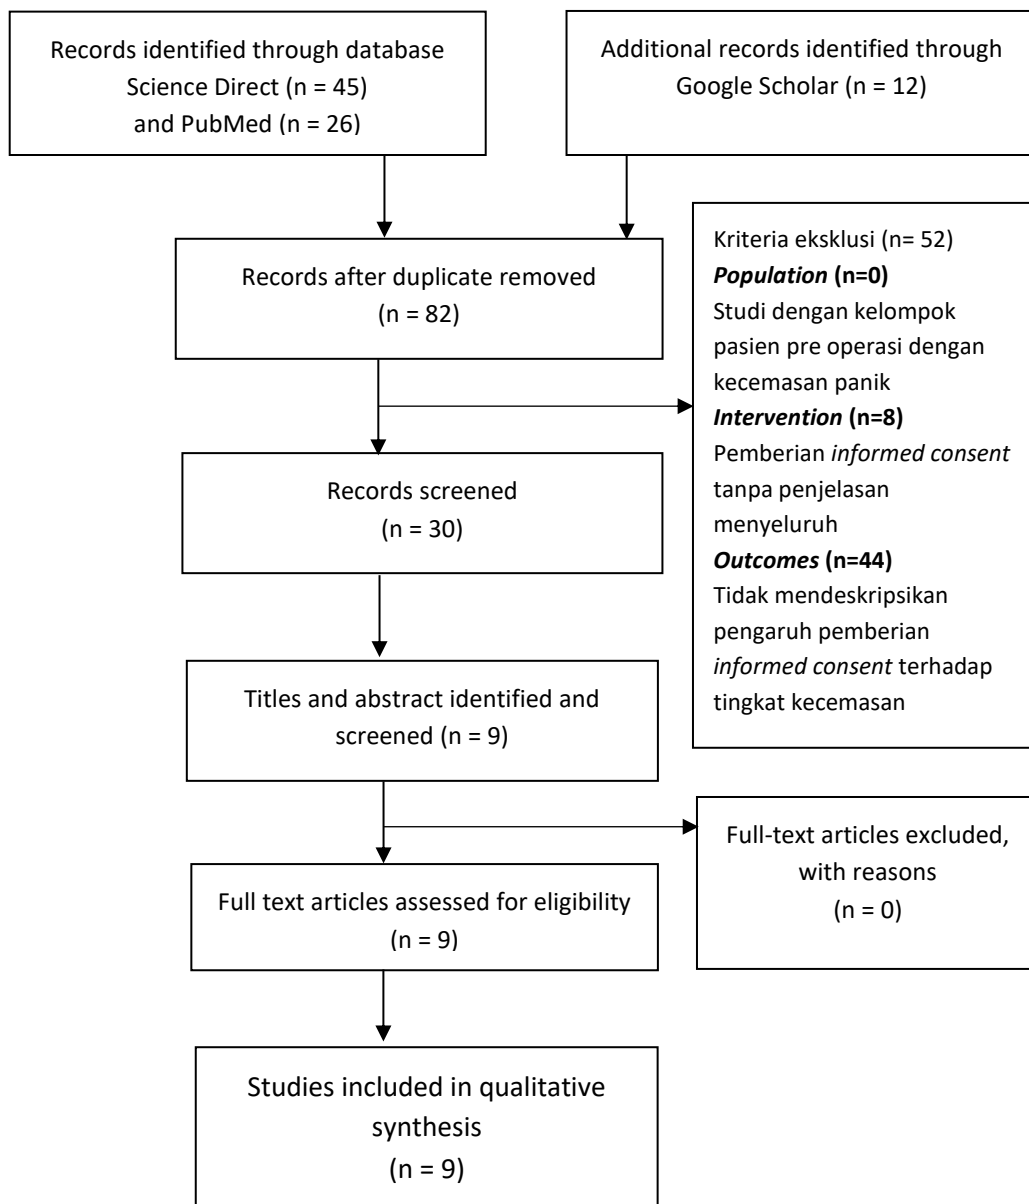 Records identified through database
Science Direct (n = 45)
and PubMed (n = 26)
Additional records identified through
Google Scholar (n = 12)
Records after duplicate removed
(n = 82)
Kriteria eksklusi (n= 52)
Population (n=0)
Studi dengan kelompok
pasien pre operasi dengan
kecemasan panik
Intervention (n=8)
Pemberian informed consent
tanpa penjelasan
menyeluruh
Outcomes (n=44)
Tidak mendeskripsikan
pengaruh pemberian
informed consent terhadap
tingkat kecemasan
Records screened
(n = 30)
Titles and abstract identified and
screened (n = 9)
Full-text articles excluded,
with reasons
(n = 0)
Full text articles assessed for eligibility
(n = 9)
Studies included in qualitative
synthesis
(n = 9)